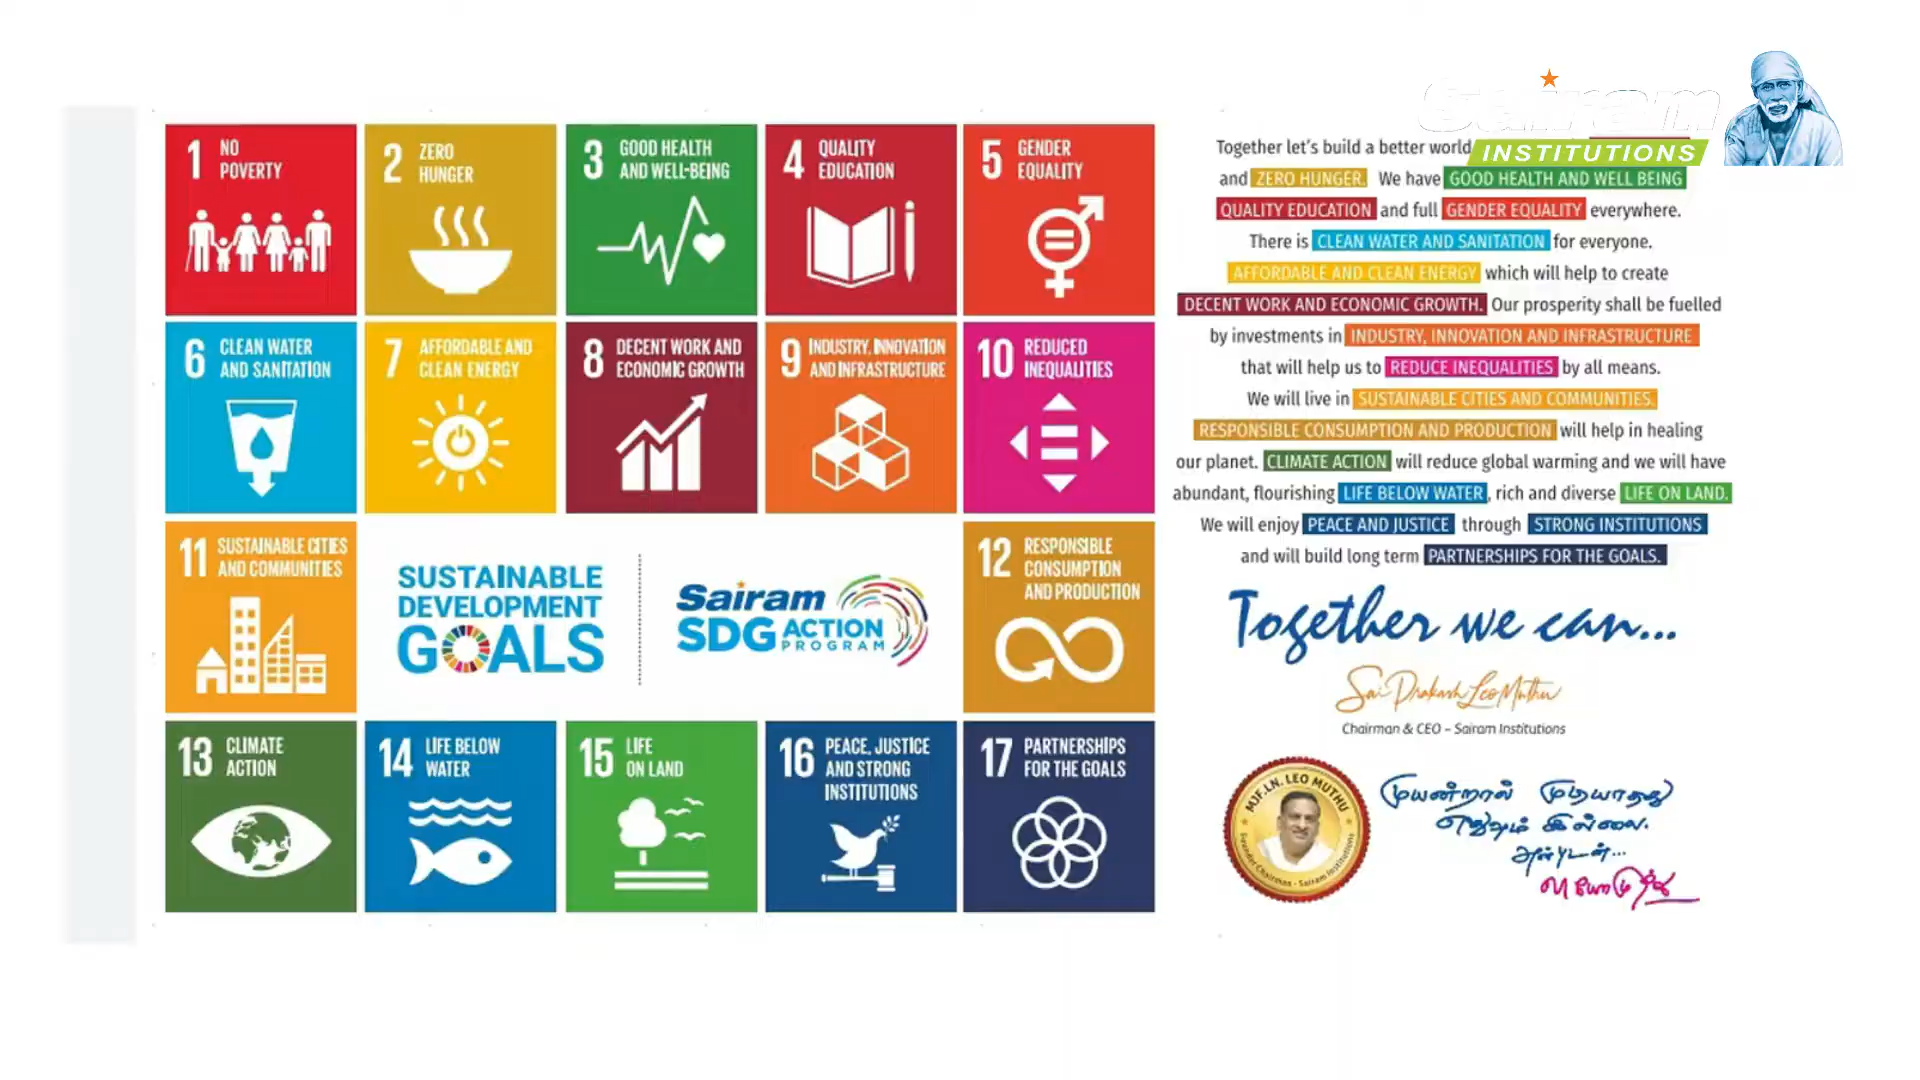 1 NO
POVERTY
2 ZERO
HUNGER
3 GOOD HEALTH
AND WELL-BEING
4 QUALITY
EDUCATION
5 GENDER
EQUALITY
6 CLEAN WATER
AND SANITATION
7 AFFORDABLE AND
CLEAN ENERGY
8 DECENT WORK AND
ECONOMIC GROWTH
9 INDUSTRY, INNOVATION
AND INFRASTRUCTURE
10 REDUCED
INEQUALITIES
11 SUSTAINABLE CITIES
AND COMMUNITIES
SUSTAINABLE
DEVELOPMENT
GOALS
Sairam
SDG ACTION
PROGRAM
12 RESPONSIBLE
CONSUMPTION
AND PRODUCTION
13 CLIMATE
ACTION
14 LIFE BELOW
WATER
15 LIFE
ON LAND
16 PEACE, JUSTICE
AND STRONG
INSTITUTIONS
17 PARTNERSHIPS
FOR THE GOALS
Sairam
INSTITUTIONS
Together let's build a better world
and ZERO HUNGER. We have GOOD HEALTH AND WELL BEING
QUALITY EDUCATION and full GENDER EQUALITY everywhere.
There is CLEAN WATER AND SANITATION for everyone.
AFFORDABLE AND CLEAN ENERGY which will help to create
DECENT WORK AND ECONOMIC GROWTH. Our prosperity shall be fuelled
by investments in INDUSTRY, INNOVATION AND INFRASTRUCTURE
that will help us to REDUCE INEQUALITIES by all means.
We will live in SUSTAINABLE CITIES AND COMMUNITIES.
RESPONSIBLE CONSUMPTION AND PRODUCTION will help in healing
our planet. CLIMATE ACTION will reduce global warming and we will have
abundant, flourishing LIFE BELOW WATER, rich and diverse LIFE ON LAND.
We will enjoy PEACE AND JUSTICE through STRONG INSTITUTIONS
and will build long term PARTNERSHIPS FOR THE GOALS.
Together we can...
Sai Prakash LeoMuthu
Chairman & CEO – Sairam Institutions
MJF.LN. LEO MUTHU
Founder Chairman - Sairam Institutions
முயன்றால் முடியாதது
எதுவும் இல்லை.
அன்புடன்...